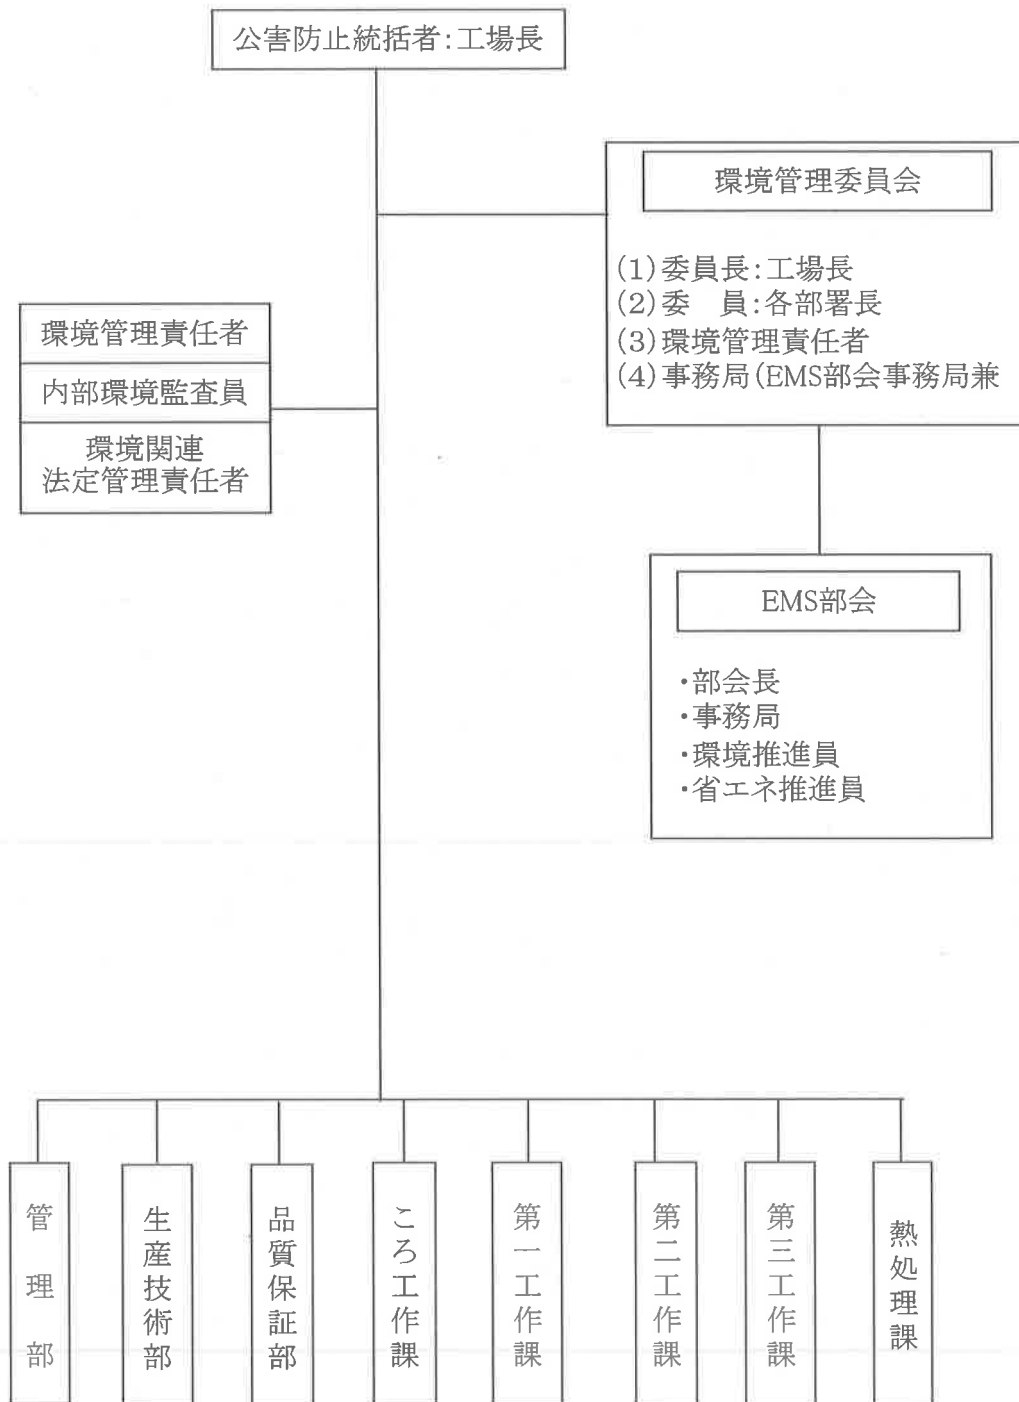 公害防止統括者:工場長
環境管理委員会
(1)委員長:工場長
(2)委　員:各部署長
(3)環境管理責任者
(4)事務局(EMS部会事務局兼
環境管理責任者
内部環境監査員
環境関連
法定管理責任者
EMS部会
・部会長
・事務局
・環境推進員
・省エネ推進員
管理部
生産技術部
品質保証部
ころ工作課
第一工作課
第二工作課
第三工作課
熱処理課